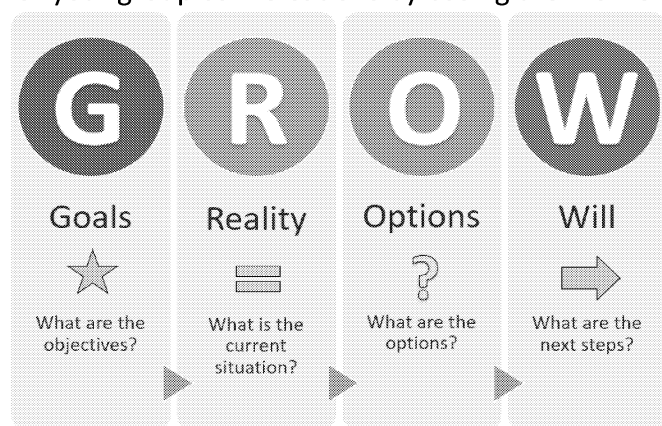 G R O W
Goals Reality Options Will
What are the
objectives?
What is the
current
situation?
What are the
options?
What are the
next steps?